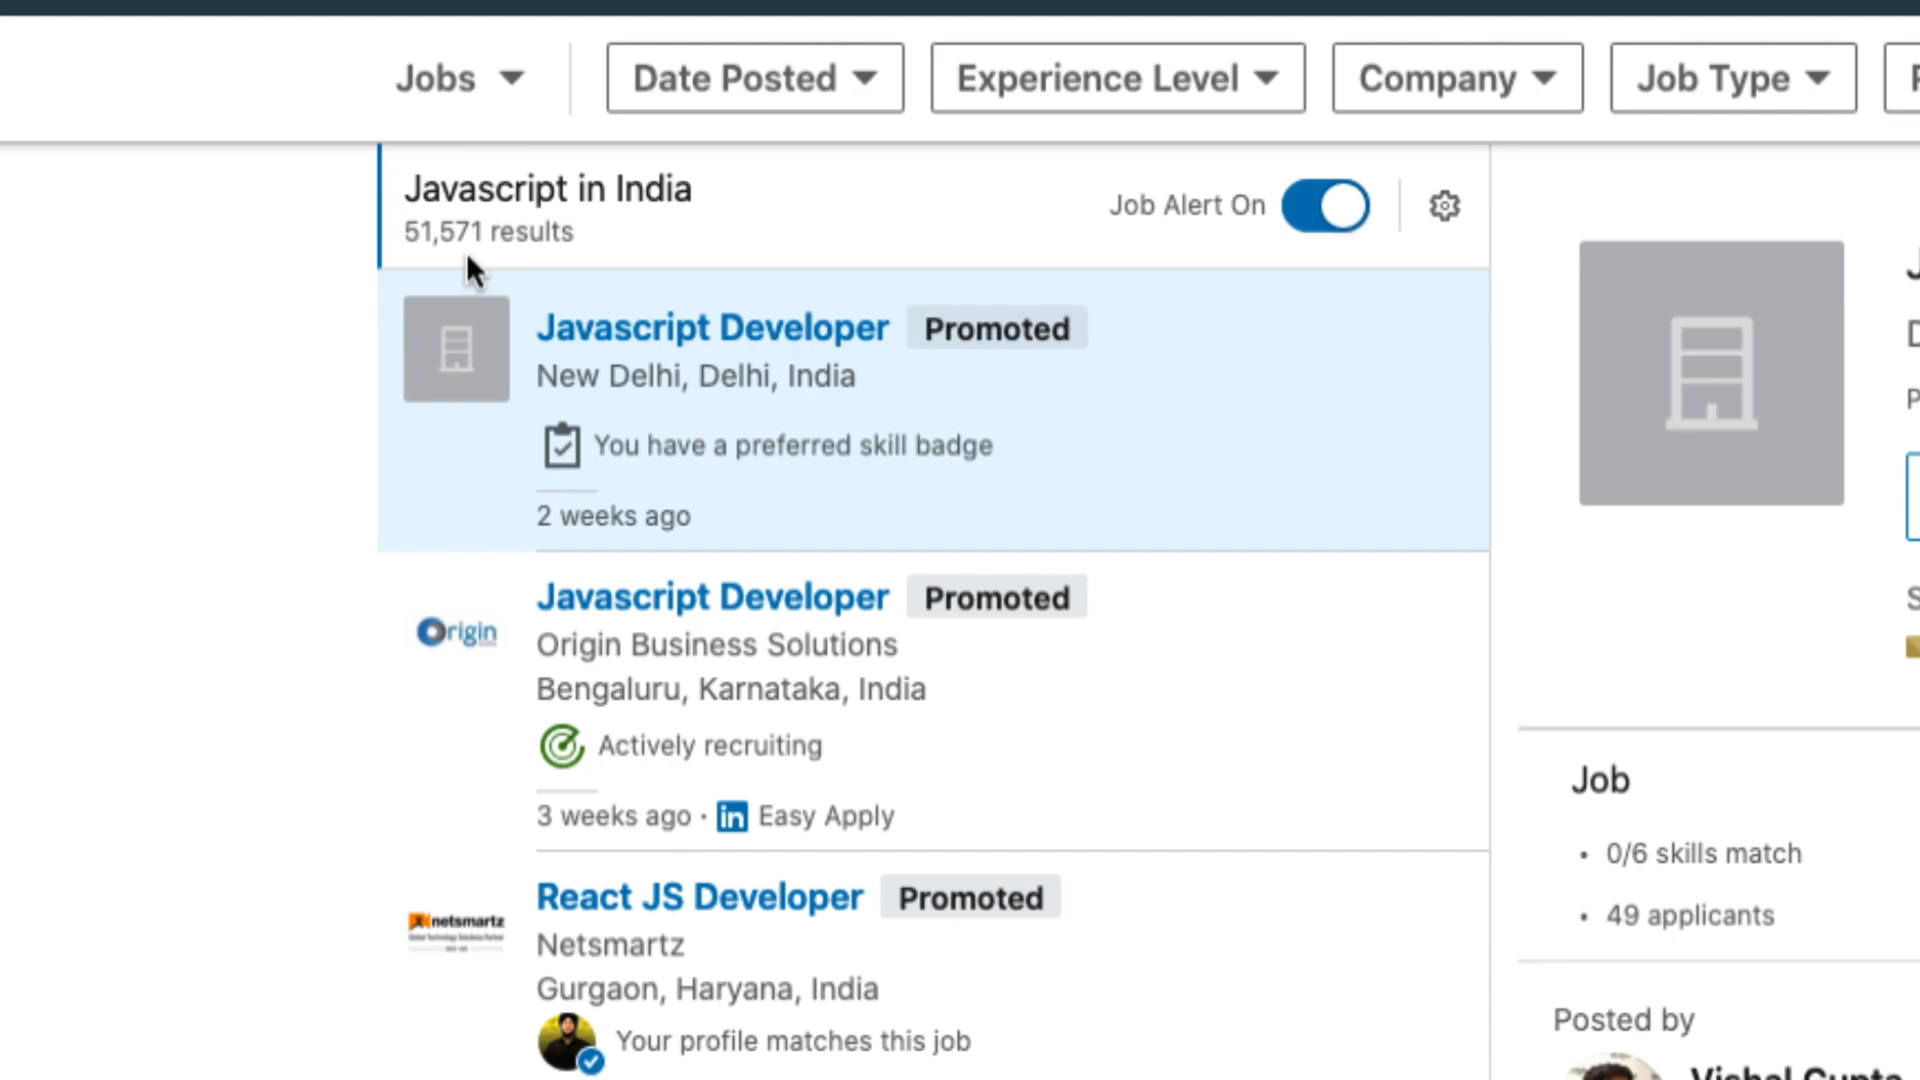 Jobs
Date Posted
Experience Level
Company
Job Type
Javascript in India
51,571 results
Job Alert On
Javascript Developer Promoted
New Delhi, Delhi, India
You have a preferred skill badge
2 weeks ago
Origin
Javascript Developer Promoted
Origin Business Solutions
Bengaluru, Karnataka, India
Actively recruiting
3 weeks ago · in Easy Apply
netsmartz
React JS Developer Promoted
Netsmartz
Gurgaon, Haryana, India
Your profile matches this job
Job
• 0/6 skills match
• 49 applicants
Posted by
Vishal Gupta